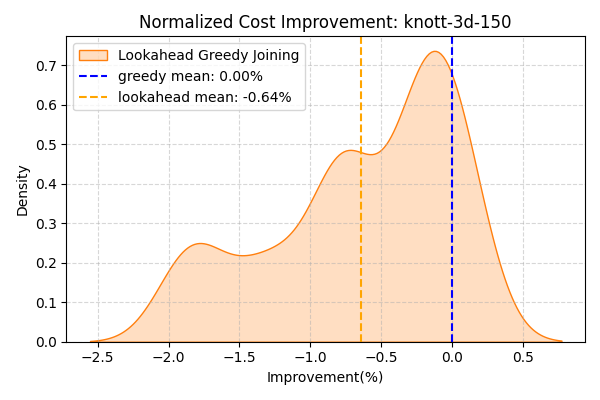 Normalized Cost Improvement: knott-3d-150
Lookahead Greedy Joining
greedy mean: 0.00%
lookahead mean: -0.64%
Density
0.7
0.6
0.5
0.4
0.3
0.2
0.1
0.0
−2.5 −2.0 −1.5 −1.0 −0.5 0.0 0.5
Improvement(%)